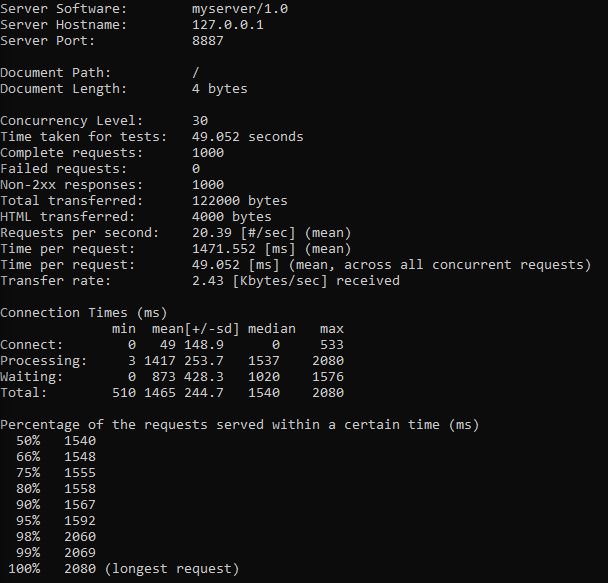 Server Software:        myserver/1.0
Server Hostname:        127.0.0.1
Server Port:            8887
Document Path:          /
Document Length:        4 bytes
Concurrency Level:      30
Time taken for tests:   49.052 seconds
Complete requests:      1000
Failed requests:        0
Non-2xx responses:      1000
Total transferred:      122000 bytes
HTML transferred:       4000 bytes
Requests per second:    20.39 [#/sec] (mean)
Time per request:       1471.552 [ms] (mean)
Time per request:       49.052 [ms] (mean, across all concurrent requests)
Transfer rate:          2.43 [Kbytes/sec] received
Connection Times (ms)
              min  mean[+/-sd] median   max
Connect:        0   49 148.9      0     533
Processing:     3 1417 253.7   1537    2080
Waiting:        0  873 428.3   1020    1576
Total:        510 1465 244.7   1540    2080
Percentage of the requests served within a certain time (ms)
  50%   1540
  66%   1548
  75%   1555
  80%   1558
  90%   1567
  95%   1592
  98%   2060
  99%   2069
 100%   2080 (longest request)